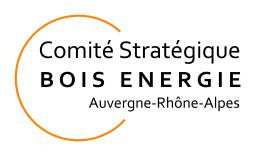 Comité Stratégique
BOIS ENERGIE
Auvergne-Rhône-Alpes